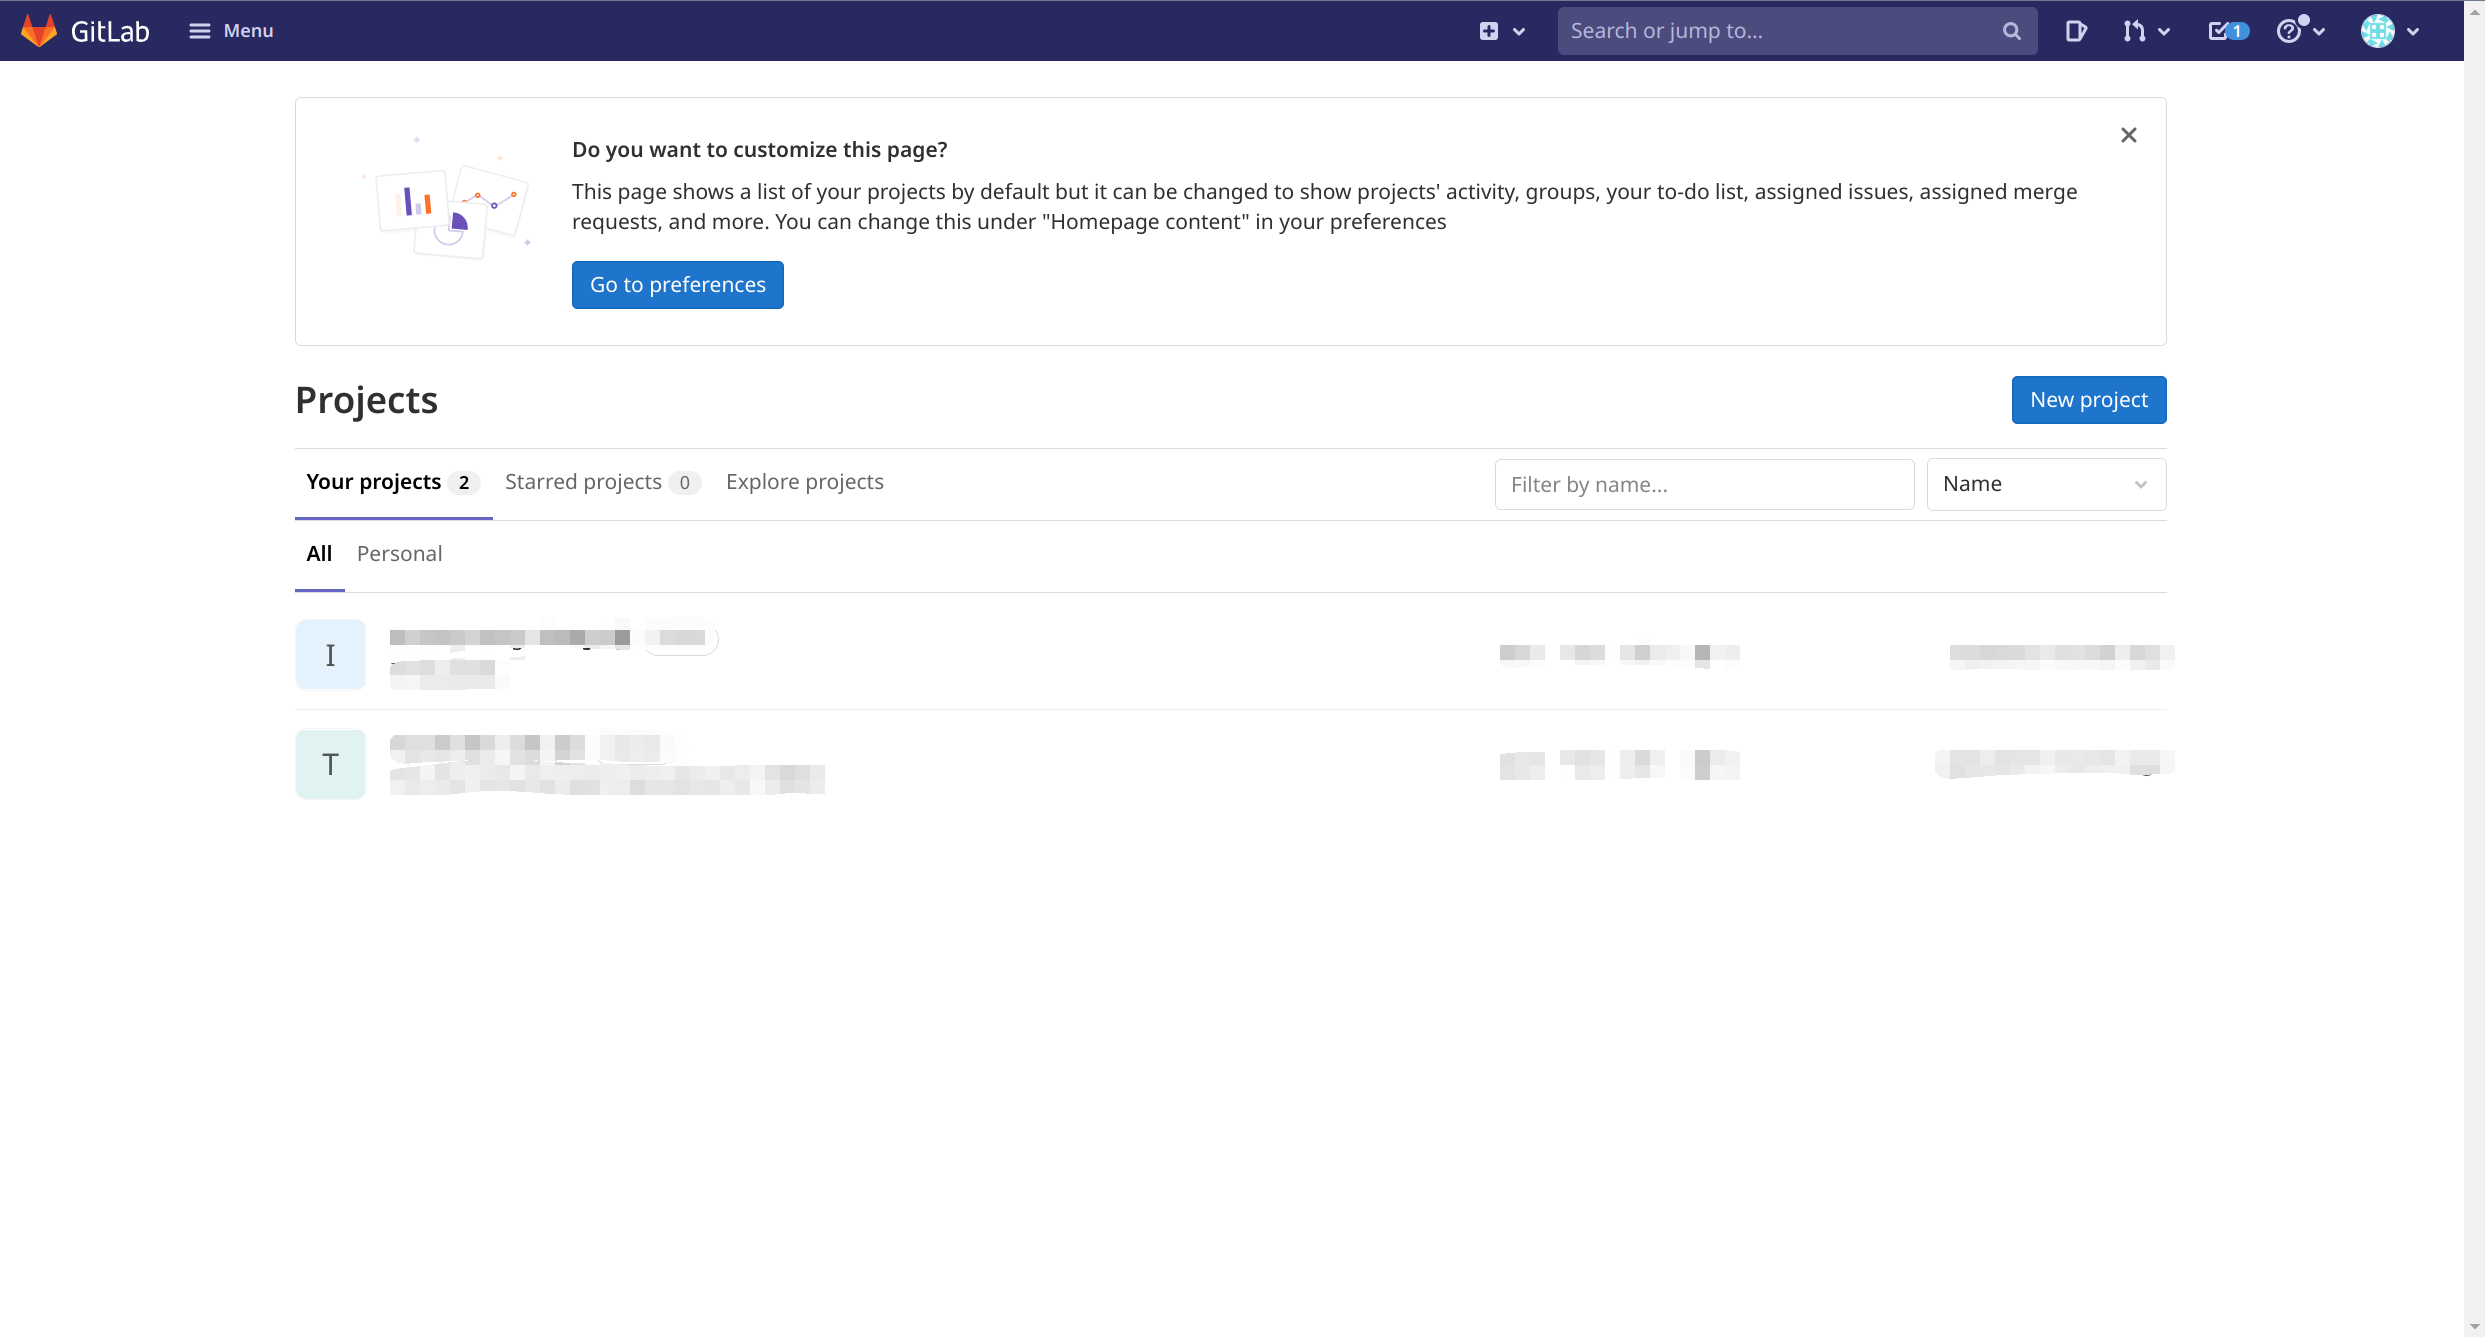 GitLab Menu Search or jump to... 1
Do you want to customize this page?
This page shows a list of your projects by default but it can be changed to show projects' activity, groups, your to-do list, assigned issues, assigned merge
requests, and more. You can change this under "Homepage content" in your preferences
Go to preferences
Projects New project
Your projects 2 Starred projects 0 Explore projects Filter by name... Name
All Personal
I
T